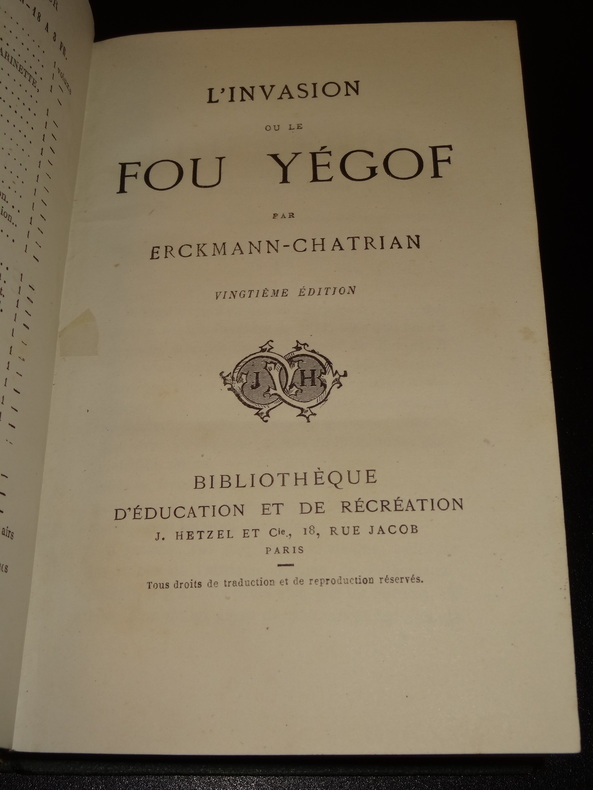 L'INVASION
OU LE
FOU YÉGOF
PAR
ERCKMANN-CHATRIAN
VINGTIÈME ÉDITION
J H
BIBLIOTHÈQUE
D'ÉDUCATION ET DE RÉCRÉATION
J. HETZEL ET Cie., 18, RUE JACOB
PARIS
Tous droits de traduction et de reproduction réservés.